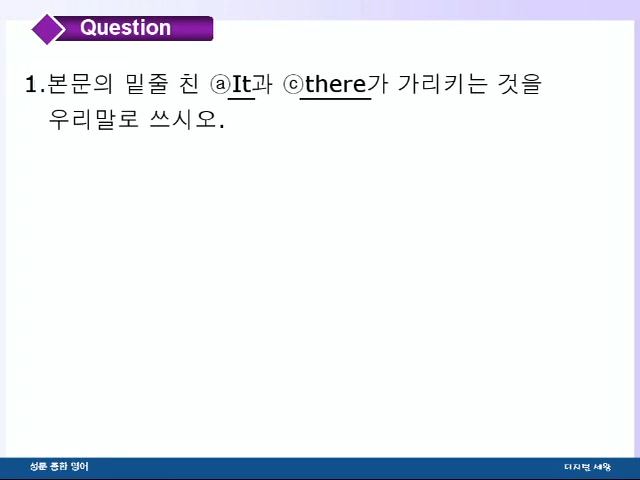 Question
1.본문의 밑줄 친 ⓐIt과 ⓒthere가 가리키는 것을
우리말로 쓰시오.
성문 종합 영어
디지털 세왕